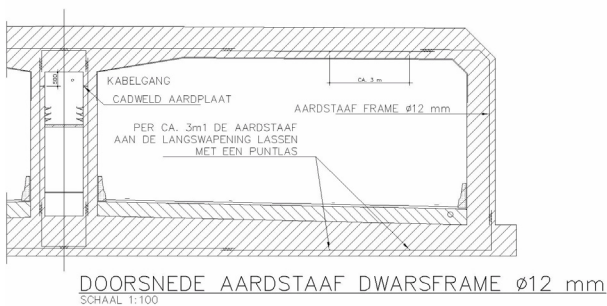 KABELGANG
CADWELD AARDPLAAT
CA. 3 m
AARDSTAAF FRAME ø12 mm
PER CA. 3m1 DE AARDSTAAF
AAN DE LANGSWAPENING LASSEN
MET EEN PUNTLAS
DOORSNEDE AARDSTAAF DWARSFRAME ø12 mm
SCHAAL 1:100